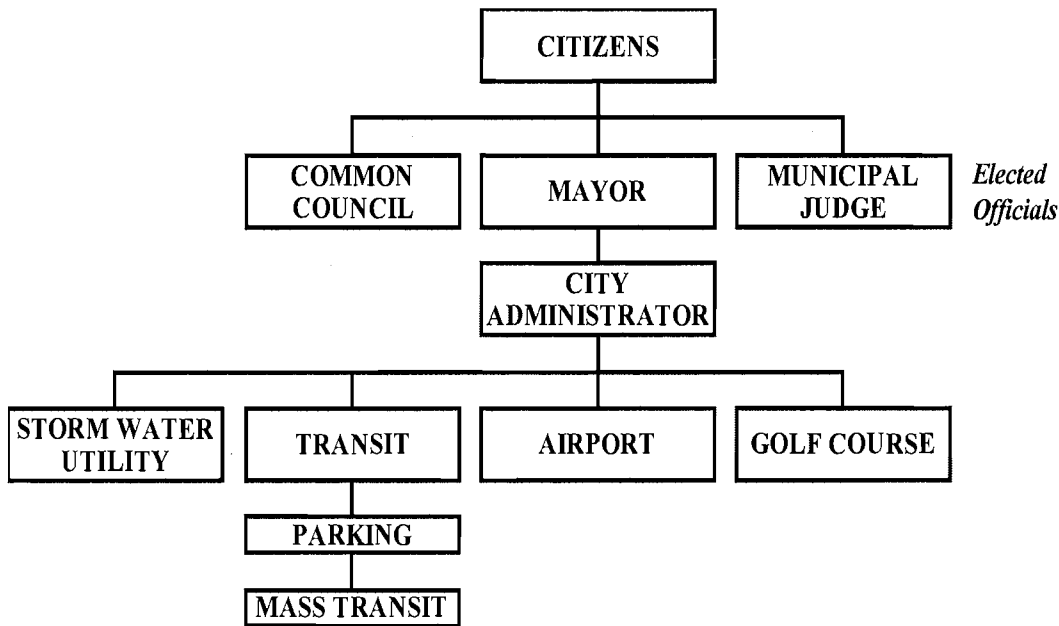 CITIZENS
COMMON
COUNCIL
MAYOR
MUNICIPAL
JUDGE
Elected
Officials
CITY
ADMINISTRATOR
STORM WATER
UTILITY
TRANSIT
AIRPORT
GOLF COURSE
PARKING
MASS TRANSIT